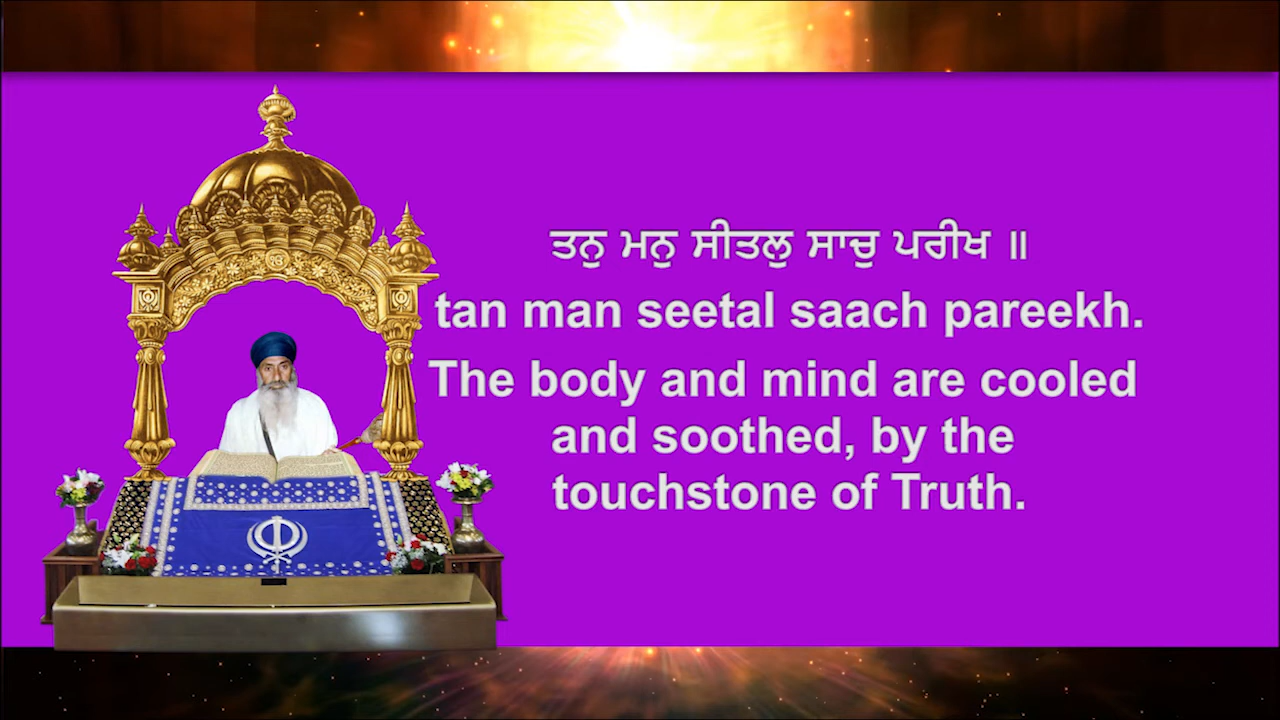 ਤਨੁ ਮਨੁ ਸੀਤਲੁ ਸਾਚੁ ਪਰੀਖ ॥
tan man seetal saach pareekh.
The body and mind are cooled
and soothed, by the
touchstone of Truth.